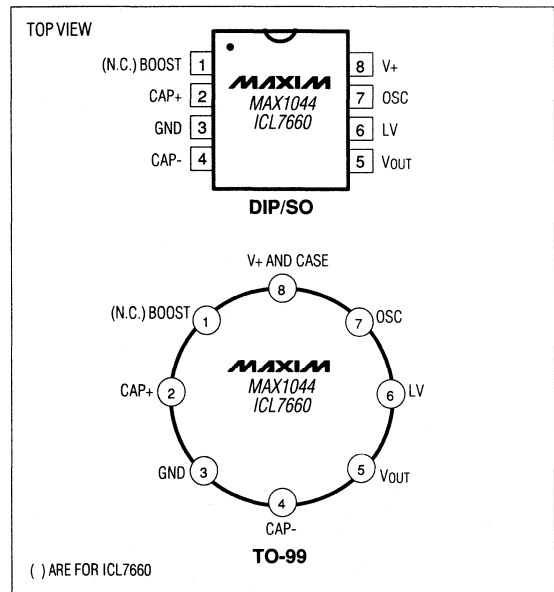 TOP VIEW
(N.C.) BOOST 1
CAP+ 2
GND 3
CAP- 4
MAXIM
MAX1044
ICL7660
8 V+
7 OSC
6 LV
5 VOUT
DIP/SO
V+ AND CASE
8
(N.C.) BOOST 1
7 OSC
MAXIM
MAX1044
ICL7660
CAP+ 2
6 LV
GND 3
5 VOUT
4
CAP-
TO-99
( ) ARE FOR ICL7660